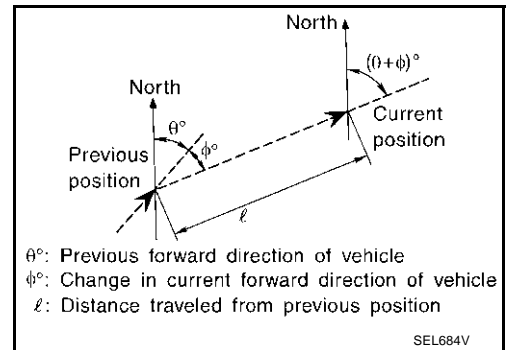 North
(θ+ϕ)°
North
θ°
ϕ°
Current
position
Previous
position
ℓ
θ°: Previous forward direction of vehicle
ϕ°: Change in current forward direction of vehicle
ℓ: Distance traveled from previous position
SEL684V